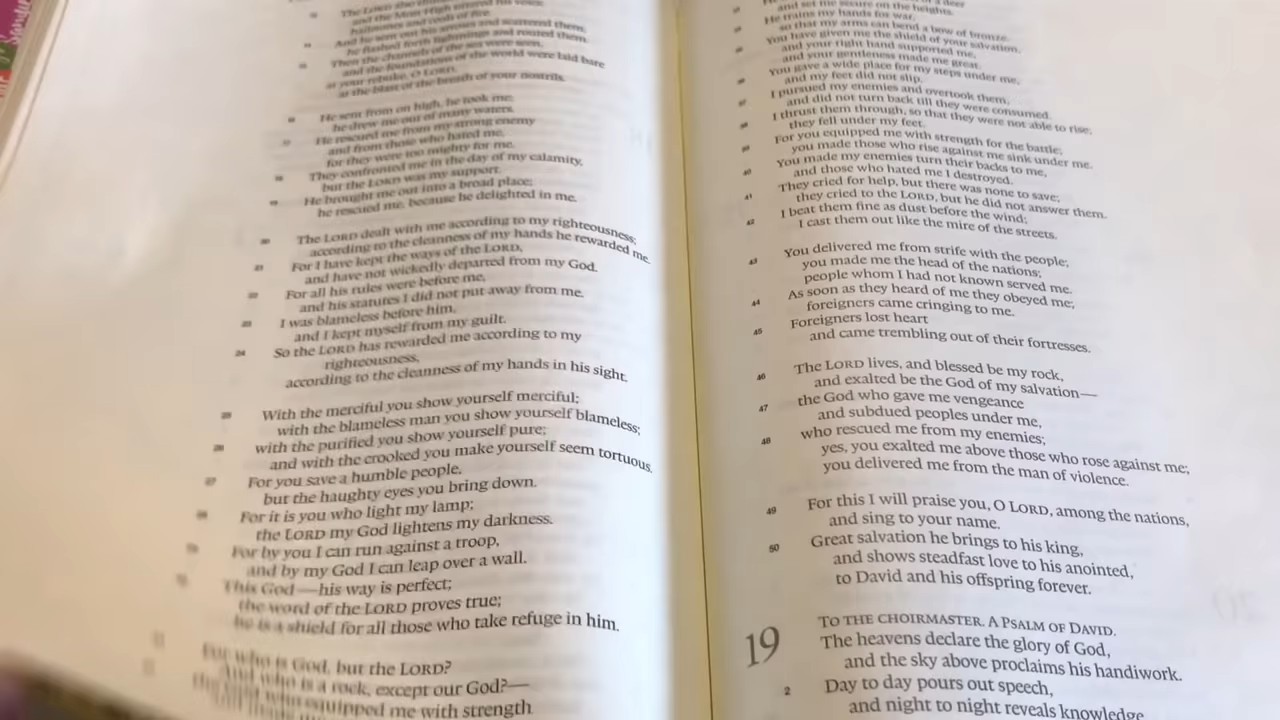 and the Most High uttered his voice,
hailstones and coals of fire.
And he sent out his arrows and scattered them;
he flashed forth lightnings and routed them.
Then the channels of the sea were seen,
and the foundations of the world were laid bare
at your rebuke, O LORD,
at the blast of the breath of your nostrils.
He sent from on high, he took me;
he drew me out of many waters.
He rescued me from my strong enemy
and from those who hated me,
for they were too mighty for me.
They confronted me in the day of my calamity,
but the LORD was my support.
He brought me out into a broad place;
he rescued me, because he delighted in me.
20 The LORD dealt with me according to my righteousness;
according to the cleanness of my hands he rewarded me.
21 For I have kept the ways of the LORD,
and have not wickedly departed from my God.
22 For all his rules were before me,
and his statutes I did not put away from me.
23 I was blameless before him,
and I kept myself from my guilt.
24 So the LORD has rewarded me according to my
righteousness,
according to the cleanness of my hands in his sight.
25 With the merciful you show yourself merciful;
with the blameless man you show yourself blameless;
26 with the purified you show yourself pure;
and with the crooked you make yourself seem tortuous.
27 For you save a humble people,
but the haughty eyes you bring down.
28 For it is you who light my lamp;
the LORD my God lightens my darkness.
For by you I can run against a troop,
and by my God I can leap over a wall.
This God—his way is perfect;
the word of the LORD proves true;
he is a shield for all those who take refuge in him.
For who is God, but the LORD?
And who is a rock, except our God?—
the God who equipped me with strength
and set me secure on the heights.
He trains my hands for war,
so that my arms can bend a bow of bronze.
You have given me the shield of your salvation,
and your right hand supported me,
and your gentleness made me great.
You gave a wide place for my steps under me,
and my feet did not slip.
37 I pursued my enemies and overtook them,
and did not turn back till they were consumed.
38 I thrust them through, so that they were not able to rise;
they fell under my feet.
39 For you equipped me with strength for the battle;
you made those who rise against me sink under me.
40 You made my enemies turn their backs to me,
and those who hated me I destroyed.
41 They cried for help, but there was none to save;
they cried to the LORD, but he did not answer them.
42 I beat them fine as dust before the wind;
I cast them out like the mire of the streets.
43 You delivered me from strife with the people;
you made me the head of the nations;
people whom I had not known served me.
44 As soon as they heard of me they obeyed me;
foreigners came cringing to me.
45 Foreigners lost heart
and came trembling out of their fortresses.
46 The LORD lives, and blessed be my rock,
and exalted be the God of my salvation—
47 the God who gave me vengeance
and subdued peoples under me,
48 who rescued me from my enemies;
yes, you exalted me above those who rose against me;
you delivered me from the man of violence.
49 For this I will praise you, O LORD, among the nations,
and sing to your name.
50 Great salvation he brings to his king,
and shows steadfast love to his anointed,
to David and his offspring forever.
TO THE CHOIRMASTER. A PSALM OF DAVID.
19 The heavens declare the glory of God,
and the sky above proclaims his handiwork.
2 Day to day pours out speech,
and night to night reveals knowledge.